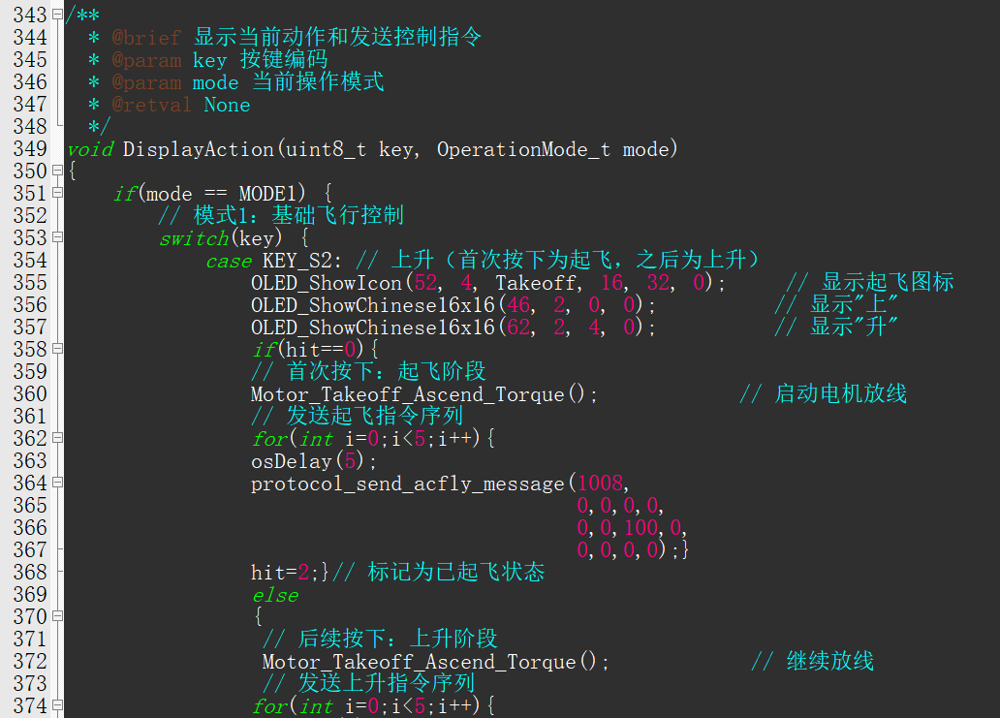 343 /**
344  * @brief 显示当前动作和发送控制指令
345  * @param key 按键编码
346  * @param mode 当前操作模式
347  * @retval None
348  */
349 void DisplayAction(uint8_t key, OperationMode_t mode)
350 {
351     if(mode == MODE1) {
352         // 模式1：基础飞行控制
353         switch(key) {
354             case KEY_S2: // 上升（首次按下为起飞，之后为上升）
355                 OLED_ShowIcon(52, 4, Takeoff, 16, 32, 0);     // 显示起飞图标
356                 OLED_ShowChinese16x16(46, 2, 0, 0);          // 显示"上"
357                 OLED_ShowChinese16x16(62, 2, 4, 0);          // 显示"升"
358                 if(hit==0){
359                 // 首次按下：起飞阶段
360                 Motor_Takeoff_Ascend_Torque();            // 启动电机放线
361                 // 发送起飞指令序列
362                 for(int i=0;i<5;i++){
363                 osDelay(5);
364                 protocol_send_acfly_message(1008,
365                                             0,0,0,0,
366                                             0,0,100,0,
367                                             0,0,0,0);}
368                 hit=2;}// 标记为已起飞状态
369                 else
370                 {
371                  // 后续按下：上升阶段
372                  Motor_Takeoff_Ascend_Torque();            // 继续放线
373                  // 发送上升指令序列
374                 for(int i=0;i<5;i++){